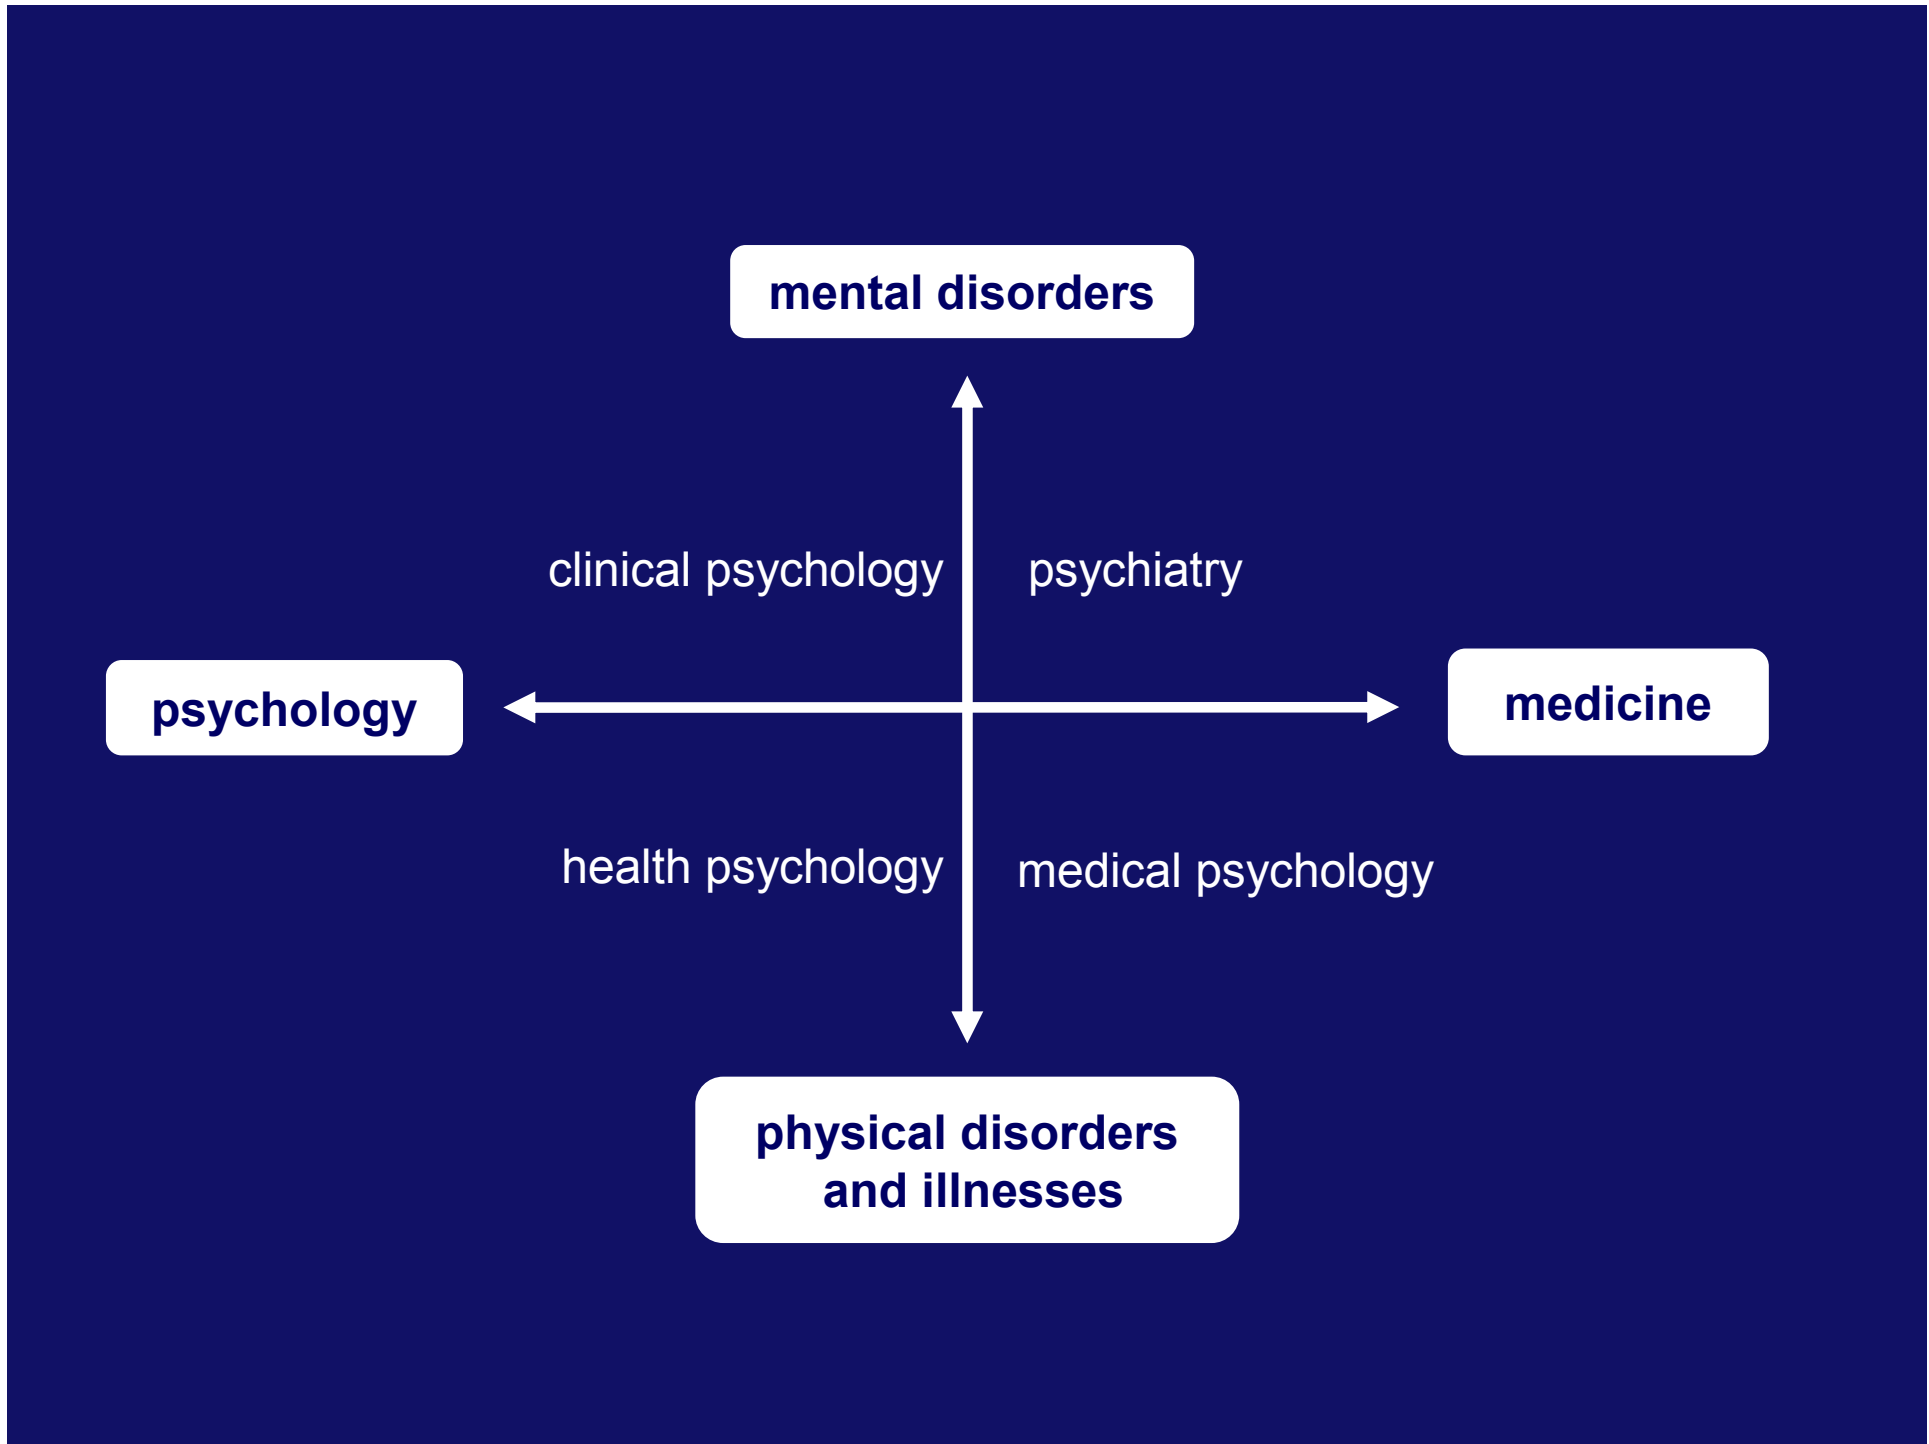 mental disorders
clinical psychology
psychiatry
psychology
medicine
health psychology
medical psychology
physical disorders
and illnesses